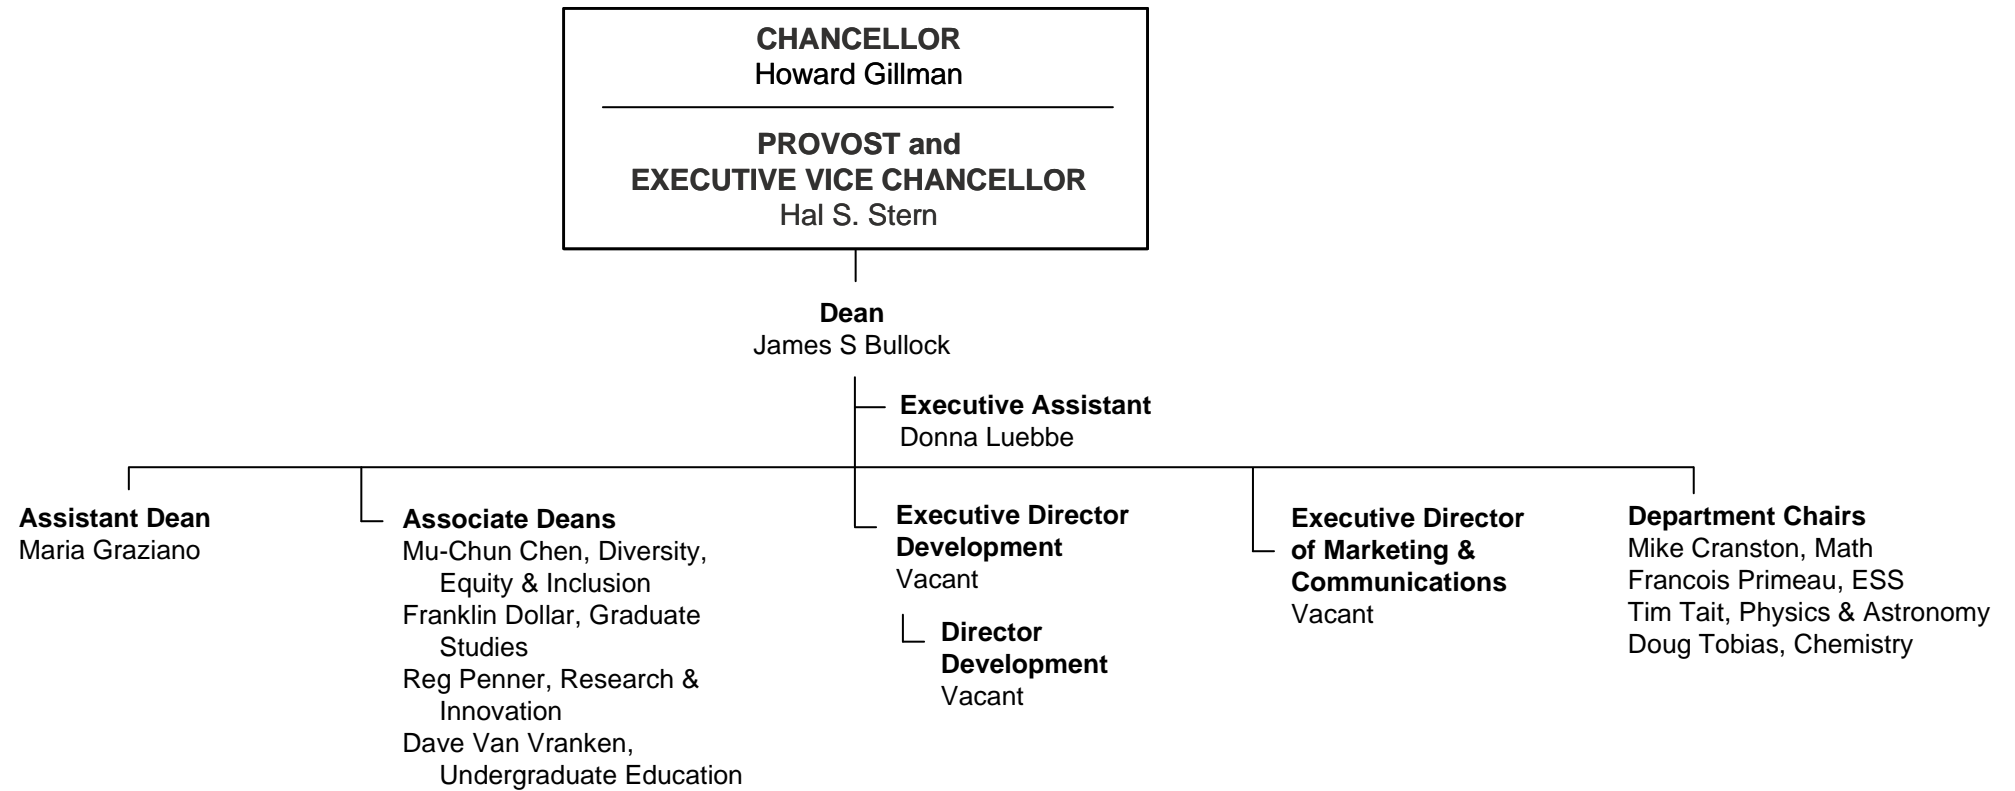 CHANCELLOR
Howard Gillman
PROVOST and
EXECUTIVE VICE CHANCELLOR
Hal S. Stern
Dean
James S Bullock
Executive Assistant
Donna Luebbe
Assistant Dean
Maria Graziano
Associate Deans
Mu-Chun Chen, Diversity,
Equity & Inclusion
Franklin Dollar, Graduate
Studies
Reg Penner, Research &
Innovation
Dave Van Vranken,
Undergraduate Education
Executive Director
Development
Vacant
Director
Development
Vacant
Executive Director
of Marketing &
Communications
Vacant
Department Chairs
Mike Cranston, Math
Francois Primeau, ESS
Tim Tait, Physics & Astronomy
Doug Tobias, Chemistry